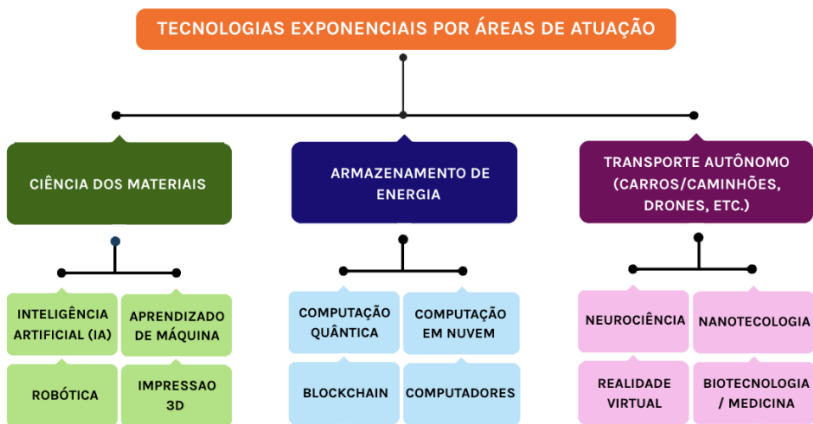 TECNOLOGIAS EXPONENCIAIS POR ÁREAS DE ATUAÇÃO
CIÊNCIA DOS MATERIAIS
ARMAZENAMENTO DE
ENERGIA
TRANSPORTE AUTÔNOMO
(CARROS/CAMINHÕES,
DRONES, ETC.)
INTELIGÊNCIA
ARTIFICIAL (IA)
APRENDIZADO
DE MÁQUINA
ROBÓTICA
IMPRESSAO
3D
COMPUTAÇÃO
QUÂNTICA
COMPUTAÇÃO
EM NUVEM
BLOCKCHAIN
COMPUTADORES
NEUROCIÊNCIA
NANOTECOLOGIA
REALIDADE
VIRTUAL
BIOTECNOLOGIA
/ MEDICINA